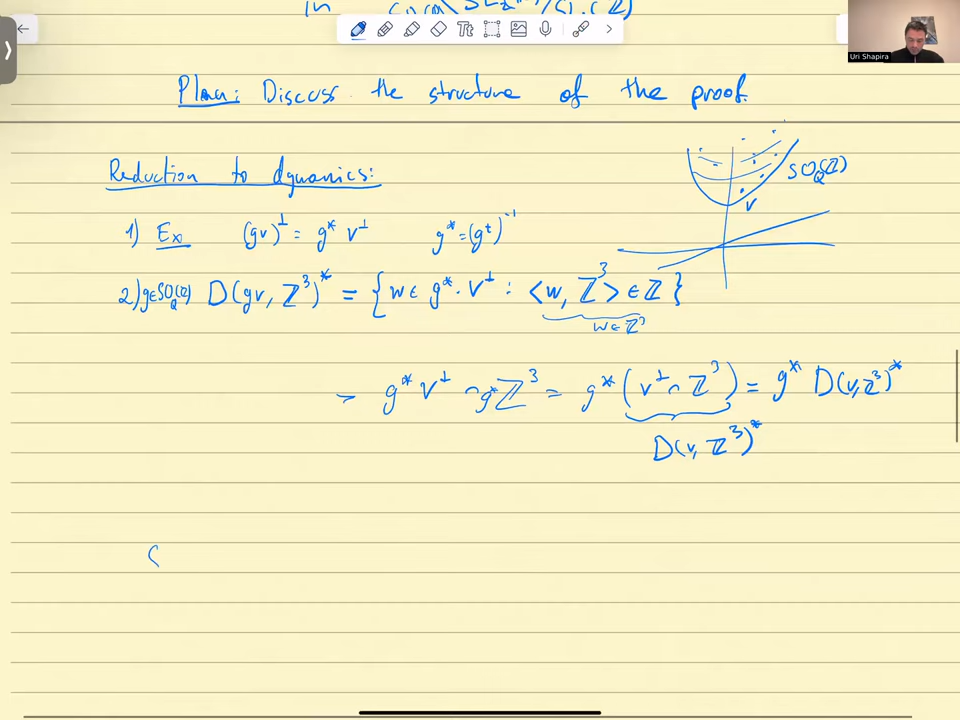 in
Plan: Discuss the structure of the proof.
Uri Shapira
Reduction to dynamics:
SO_Q(ℤ)
v
1) Ex (gv)^⊥ = g^* v^⊥ g^* = (g^t)^{-1}
2) g∈SO_Q(ℤ) D(gv, ℤ^3)^* = { w ∈ g^* · v^⊥ : <w, ℤ^3> ∈ ℤ }
w ∈ ℤ^3
= g^* v^⊥ ∩ g^* ℤ^3 = g^* (v^⊥ ∩ ℤ^3) = g^* D(v, ℤ^3)^*
D(v, ℤ^3)^*